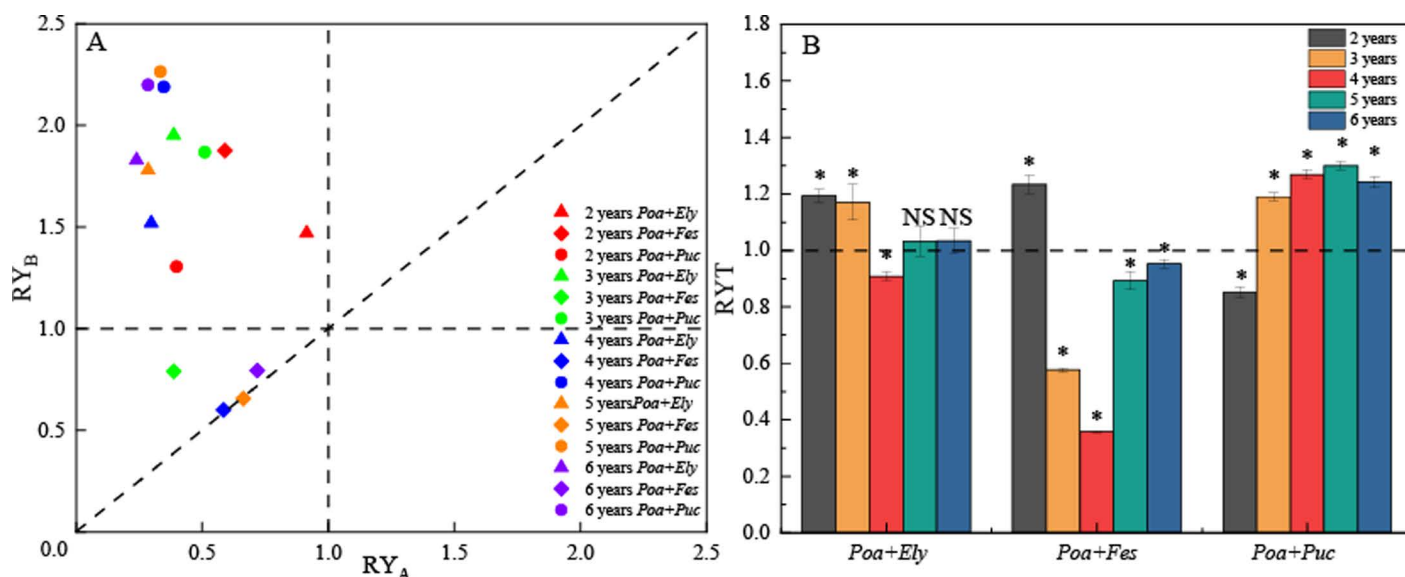 A
2.5
2.0
1.5
1.0
0.5
0.0
0.5
1.0
1.5
2.0
2.5
RY_B
RY_A
2 years Poa+Ely
2 years Poa+Fes
2 years Poa+Puc
3 years Poa+Ely
3 years Poa+Fes
3 years Poa+Puc
4 years Poa+Ely
4 years Poa+Fes
4 years Poa+Puc
5 yearsPoa+Ely
5 years Poa+Fes
5 years Poa+Puc
6 years Poa+Ely
6 years Poa+Fes
6 years Poa+Puc
B
1.8
1.6
1.4
1.2
1.0
0.8
0.6
0.4
0.2
0.0
RYT
2 years
3 years
4 years
5 years
6 years
* * * NS NS
* * * * *
* * * * *
Poa+Ely
Poa+Fes
Poa+Puc